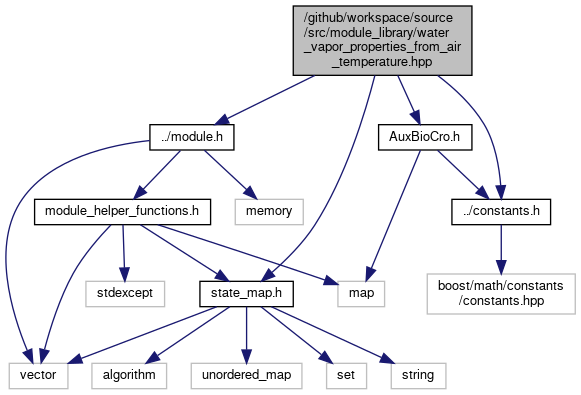 /github/workspace/source
/src/module_library/water
_vapor_properties_from_air
_temperature.hpp
../module.h
AuxBioCro.h
module_helper_functions.h
memory
../constants.h
stdexcept
state_map.h
map
boost/math/constants
/constants.hpp
vector
algorithm
unordered_map
set
string